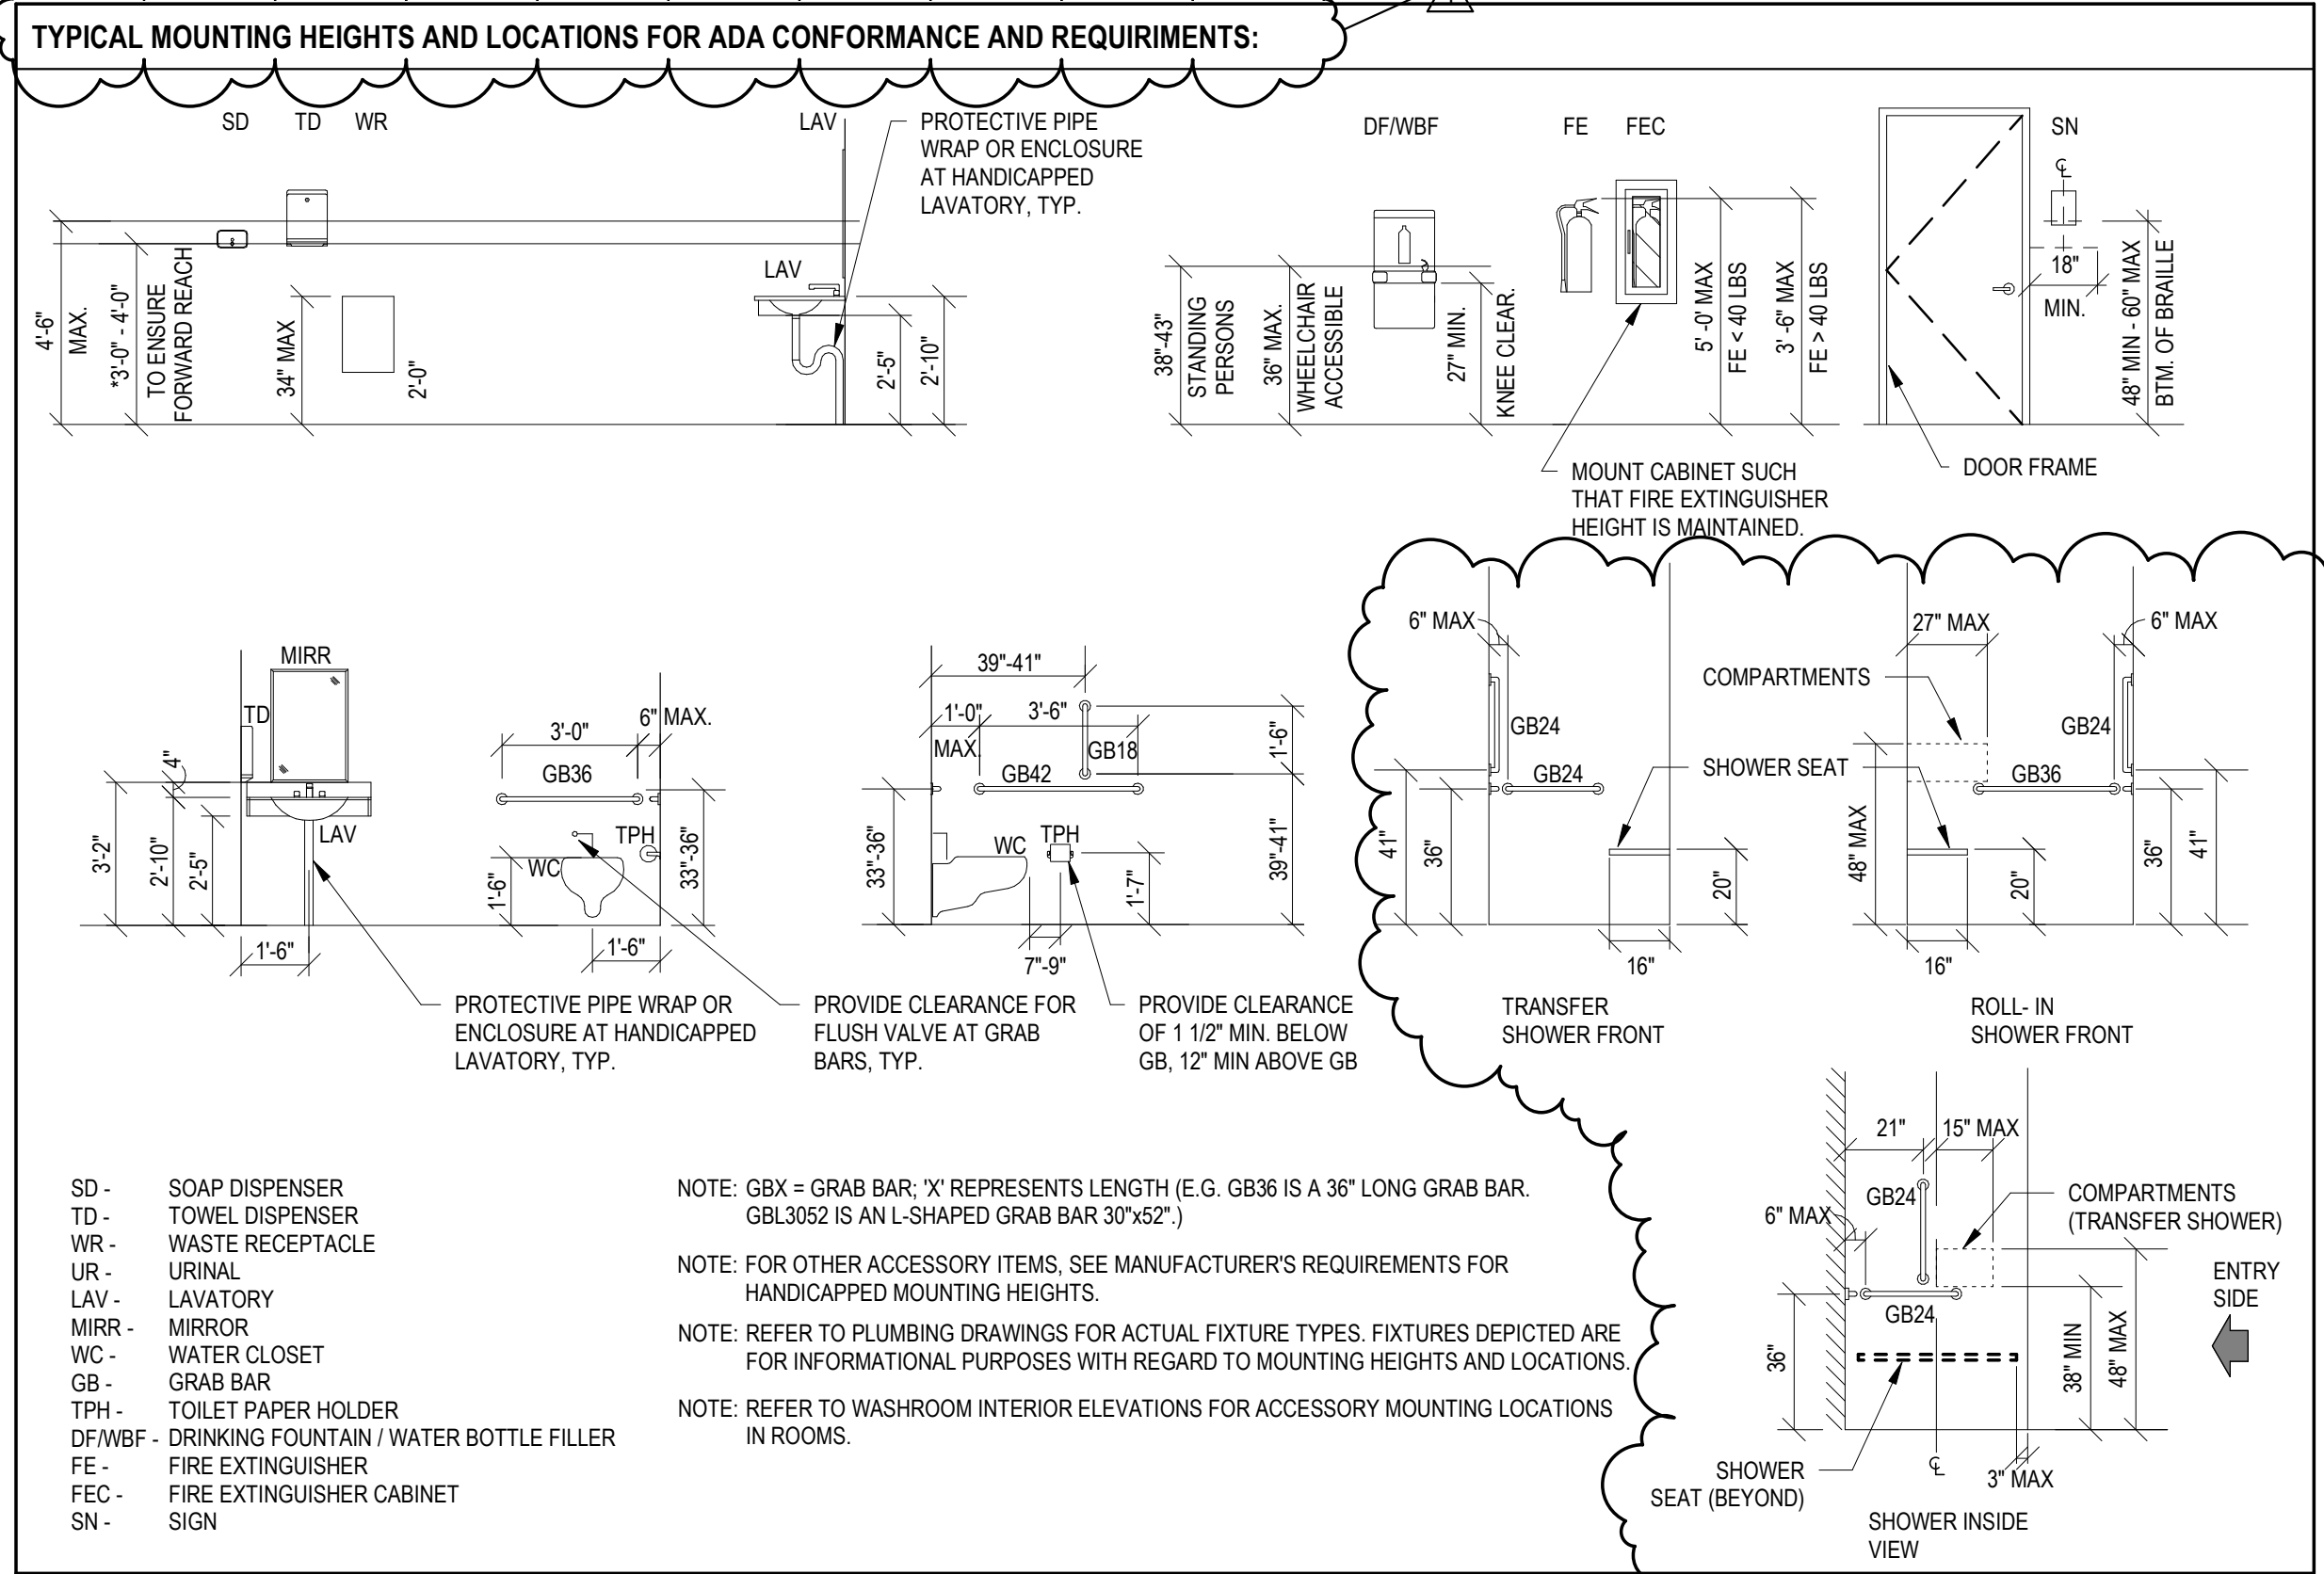 TYPICAL MOUNTING HEIGHTS AND LOCATIONS FOR ADA CONFORMANCE AND REQUIRIMENTS:
SD
TD
WR
LAV
PROTECTIVE PIPE
WRAP OR ENCLOSURE
AT HANDICAPPED
LAVATORY, TYP.
4'-6"
MAX.
*3'-0" - 4'-0"
TO ENSURE
FORWARD REACH
34" MAX
2'-0"
LAV
2'-5"
2'-10"
DF/WBF
FE
FEC
SN
℄
38"-43"
STANDING
PERSONS
36" MAX.
WHEELCHAIR
ACCESSIBLE
27" MIN.
KNEE CLEAR.
5' -0' MAX
FE < 40 LBS
3' -6" MAX
FE > 40 LBS
18"
MIN.
48" MIN - 60" MAX
BTM. OF BRAILLE
MOUNT CABINET SUCH
THAT FIRE EXTINGUISHER
HEIGHT IS MAINTAINED.
DOOR FRAME
MIRR
TD
4"
3'-2"
2'-10"
2'-5"
LAV
1'-6"
PROTECTIVE PIPE WRAP OR
ENCLOSURE AT HANDICAPPED
LAVATORY, TYP.
3'-0"
6" MAX.
GB36
WC
TPH
1'-6"
33"-36"
1'-6"
PROVIDE CLEARANCE FOR
FLUSH VALVE AT GRAB
BARS, TYP.
39"-41"
1'-0"
MAX.
3'-6"
GB18
GB42
1'-6"
33"-36"
WC
TPH
1'-7"
39"-41"
7"-9"
PROVIDE CLEARANCE
OF 1 1/2" MIN. BELOW
GB, 12" MIN ABOVE GB
6" MAX
GB24
GB24
41"
36"
20"
16"
TRANSFER
SHOWER FRONT
COMPARTMENTS
SHOWER SEAT
27" MAX
6" MAX
GB24
GB36
48" MAX
20"
36"
41"
16"
ROLL- IN
SHOWER FRONT
21"
15" MAX
GB24
6" MAX
GB24
COMPARTMENTS
(TRANSFER SHOWER)
ENTRY
SIDE
36"
38" MIN
48" MAX
SHOWER
SEAT (BEYOND)
℄
3" MAX
SHOWER INSIDE
VIEW
SD - SOAP DISPENSER
TD - TOWEL DISPENSER
WR - WASTE RECEPTACLE
UR - URINAL
LAV - LAVATORY
MIRR - MIRROR
WC - WATER CLOSET
GB - GRAB BAR
TPH - TOILET PAPER HOLDER
DF/WBF - DRINKING FOUNTAIN / WATER BOTTLE FILLER
FE - FIRE EXTINGUISHER
FEC - FIRE EXTINGUISHER CABINET
SN - SIGN
NOTE: GBX = GRAB BAR; 'X' REPRESENTS LENGTH (E.G. GB36 IS A 36" LONG GRAB BAR.
GBL3052 IS AN L-SHAPED GRAB BAR 30"x52".)
NOTE: FOR OTHER ACCESSORY ITEMS, SEE MANUFACTURER'S REQUIREMENTS FOR
HANDICAPPED MOUNTING HEIGHTS.
NOTE: REFER TO PLUMBING DRAWINGS FOR ACTUAL FIXTURE TYPES. FIXTURES DEPICTED ARE
FOR INFORMATIONAL PURPOSES WITH REGARD TO MOUNTING HEIGHTS AND LOCATIONS.
NOTE: REFER TO WASHROOM INTERIOR ELEVATIONS FOR ACCESSORY MOUNTING LOCATIONS
IN ROOMS.